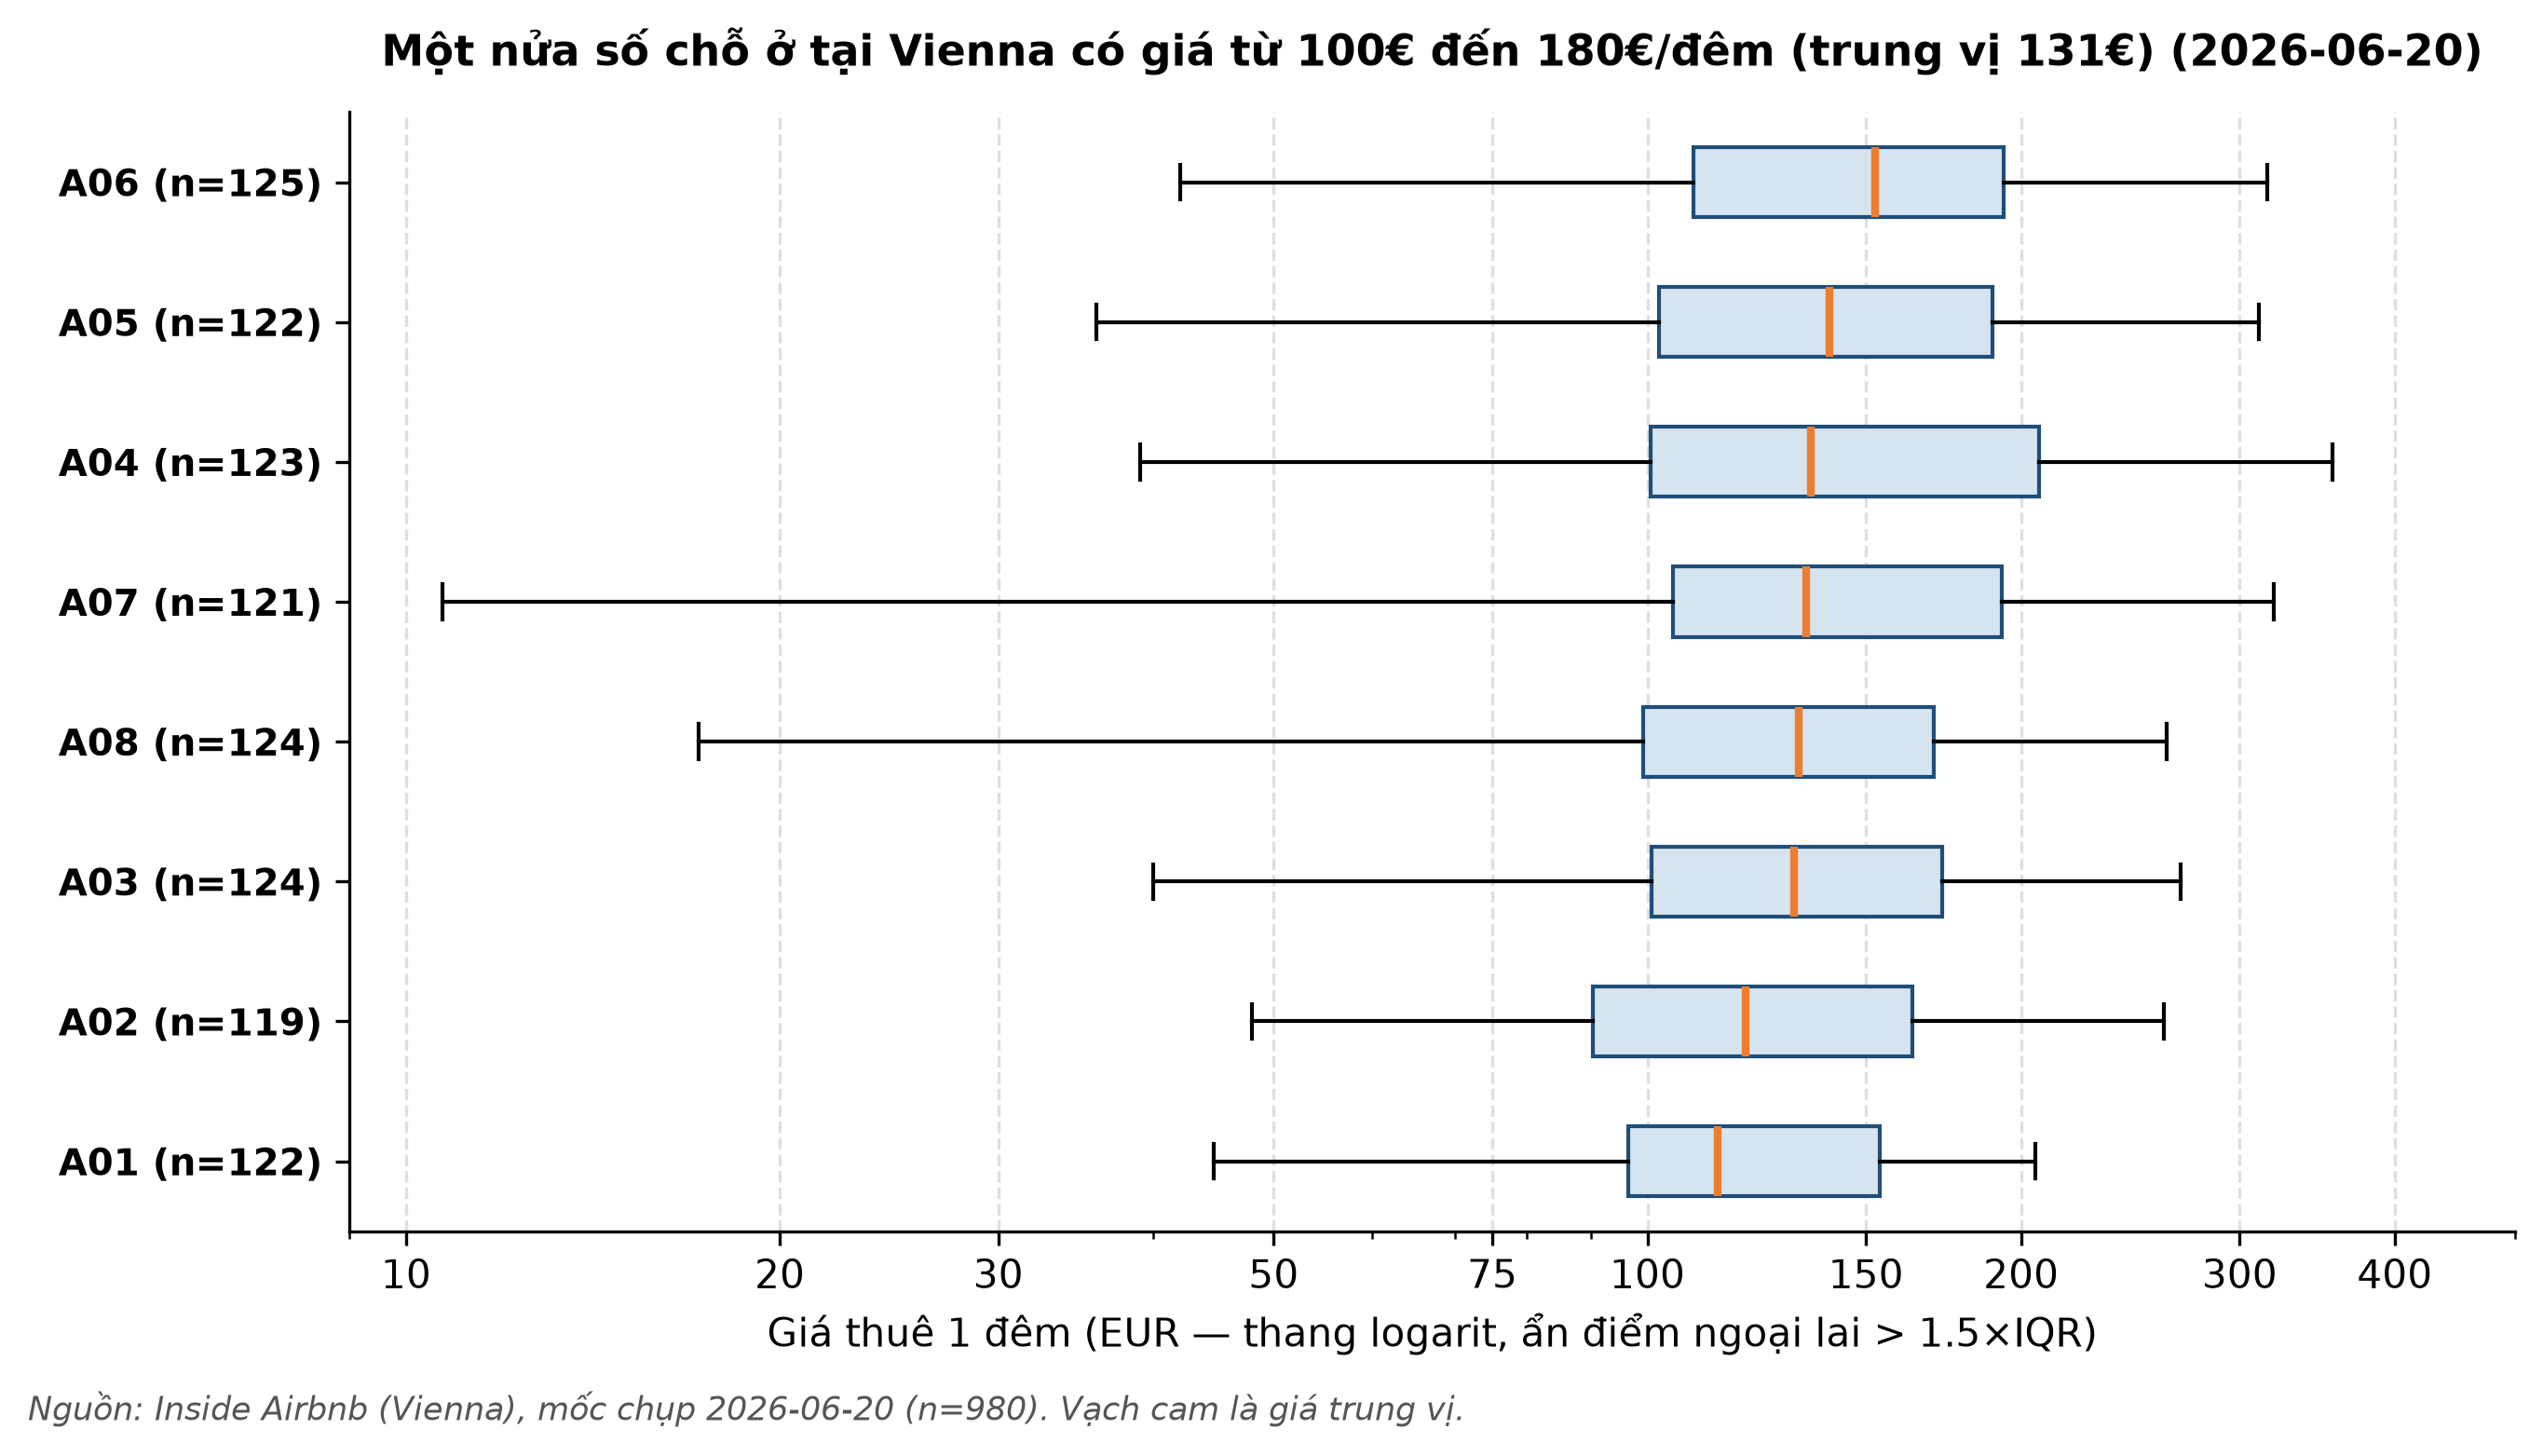 Một nửa số chỗ ở tại Vienna có giá từ 100€ đến 180€/đêm (trung vị 131€) (2026-06-20)
A06 (n=125)
A05 (n=122)
A04 (n=123)
A07 (n=121)
A08 (n=124)
A03 (n=124)
A02 (n=119)
A01 (n=122)
10 20 30 50 75 100 150 200 300 400
Giá thuê 1 đêm (EUR — thang logarit, ẩn điểm ngoại lai > 1.5×IQR)
Nguồn: Inside Airbnb (Vienna), mốc chụp 2026-06-20 (n=980). Vạch cam là giá trung vị.